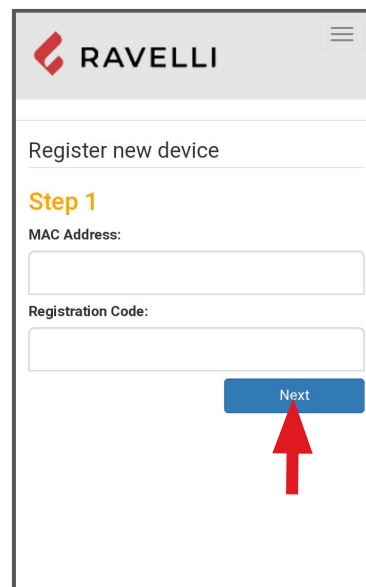 RAVELLI
Register new device
Step 1
MAC Address:
Registration Code:
Next